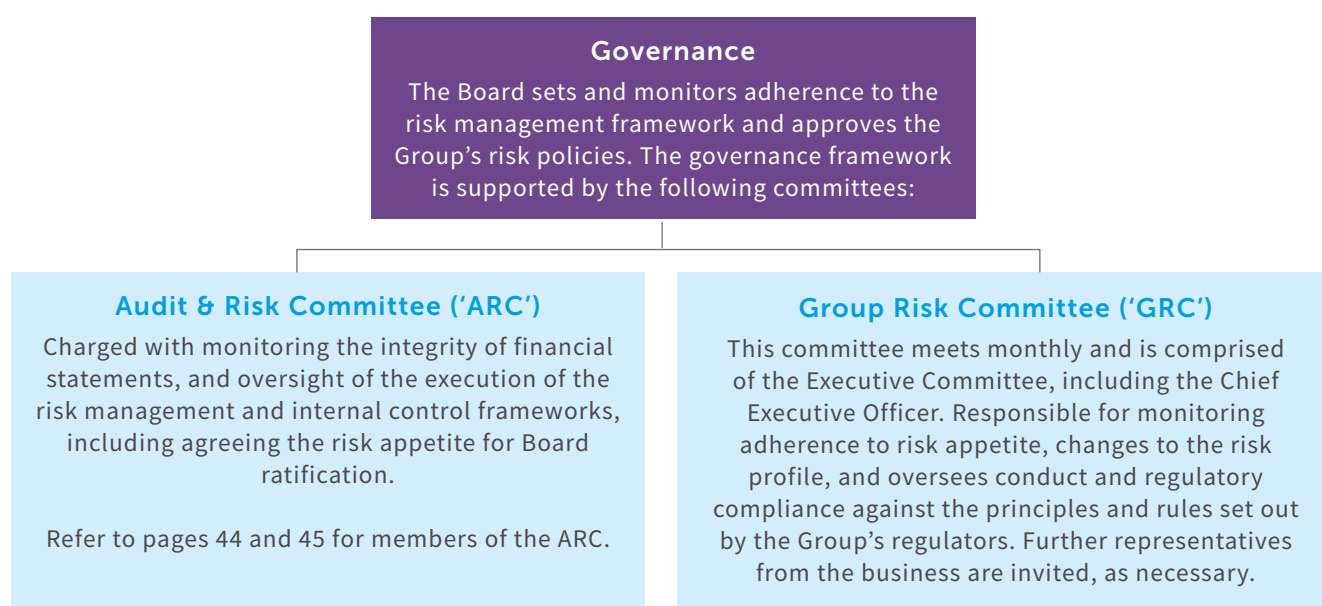 Governance
The Board sets and monitors adherence to the
risk management framework and approves the
Group’s risk policies. The governance framework
is supported by the following committees:
Audit & Risk Committee (‘ARC’)
Charged with monitoring the integrity of financial
statements, and oversight of the execution of the
risk management and internal control frameworks,
including agreeing the risk appetite for Board
ratification.
Refer to pages 44 and 45 for members of the ARC.
Group Risk Committee (‘GRC’)
This committee meets monthly and is comprised
of the Executive Committee, including the Chief
Executive Officer. Responsible for monitoring
adherence to risk appetite, changes to the risk
profile, and oversees conduct and regulatory
compliance against the principles and rules set out
by the Group’s regulators. Further representatives
from the business are invited, as necessary.